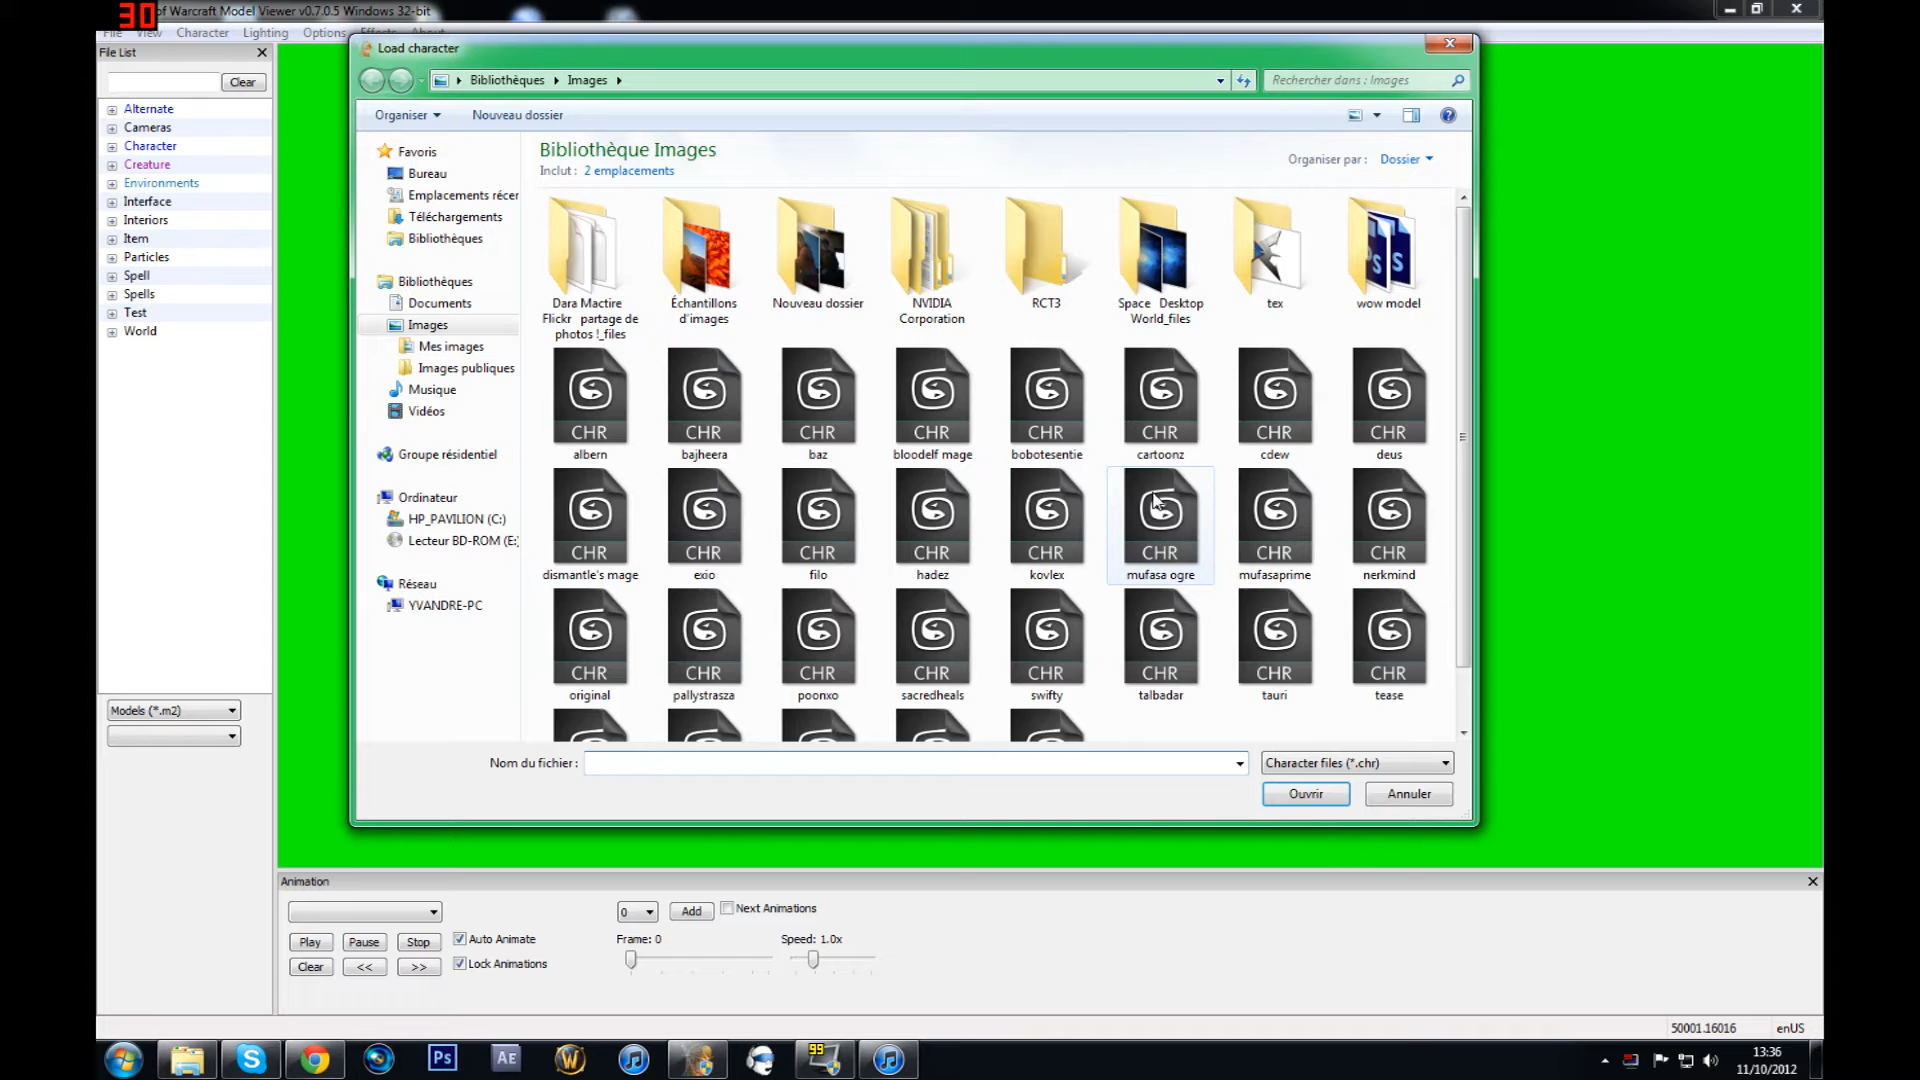 30
of Warcraft Model Viewer v0.7.0.5 Windows 32-bit
File View Character Lighting Options Effects About
File List
Clear
Alternate
Cameras
Character
Creature
Environments
Interface
Interiors
Item
Particles
Spell
Spells
Test
World
Models (*.m2)
Load character
Bibliothèques Images
Rechercher dans : Images
Organiser Nouveau dossier
Favoris
Bureau
Emplacements récer
Téléchargements
Bibliothèques
Bibliothèques
Documents
Images
Mes images
Images publiques
Musique
Vidéos
Groupe résidentiel
Ordinateur
HP_PAVILION (C:)
Lecteur BD-ROM (E:)
Réseau
YVANDRE-PC
Bibliothèque Images
Inclut : 2 emplacements
Organiser par : Dossier
Dara Mactire
Flickr partage de
photos !_files
Échantillons
d'images
Nouveau dossier
NVIDIA
Corporation
RCT3
Space Desktop
World_files
tex
wow model
CHR CHR CHR CHR CHR CHR CHR CHR
albern bajheera baz bloodelf mage bobotesentie cartoonz cdew deus
CHR CHR CHR CHR CHR CHR CHR CHR
dismantle's mage exio filo hadez kovlex mufasa ogre mufasaprime nerkmind
CHR CHR CHR CHR CHR CHR CHR CHR
original pallystrasza poonxo sacredheals swifty talbadar tauri tease
Nom du fichier :
Character files (*.chr)
Ouvrir Annuler
Animation
0 Add Next Animations
Play Pause Stop Auto Animate Frame: 0 Speed: 1.0x
Clear << >> Lock Animations
50001.16016 enUS
Ps AE W 99
13:36
11/10/2012